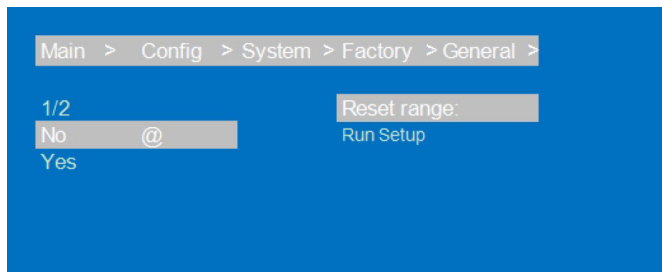 Main > Config > System > Factory > General >
1/2
No @
Yes
Reset range:
Run Setup